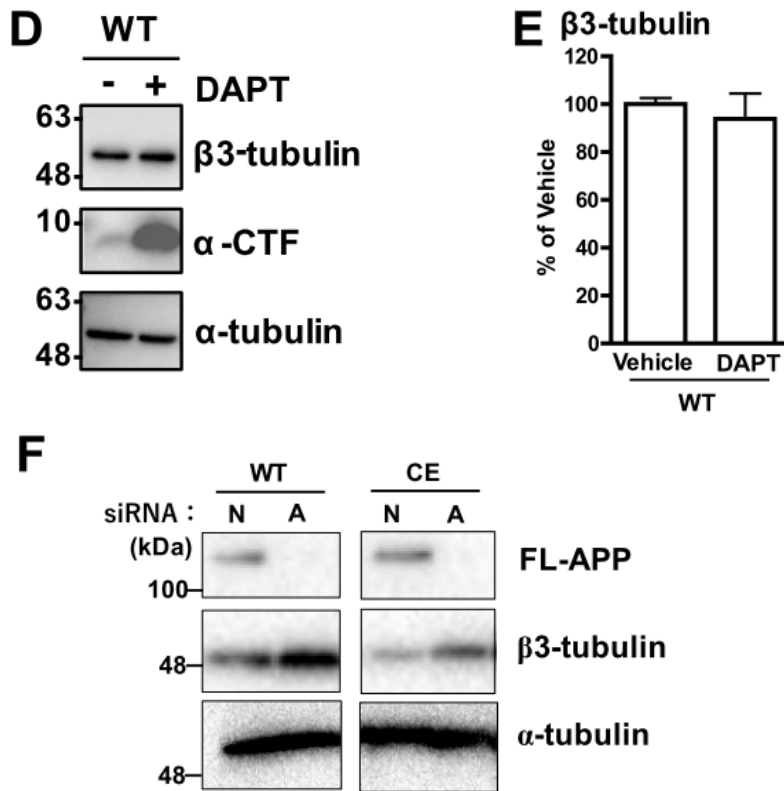 D
WT
- + DAPT
63
48
β3-tubulin
10
α-CTF
63
48
α-tubulin
E β3-tubulin
% of Vehicle
120
100
80
60
40
20
0
Vehicle DAPT
WT
F
WT CE
siRNA : N A N A
(kDa)
100
FL-APP
48
β3-tubulin
48
α-tubulin